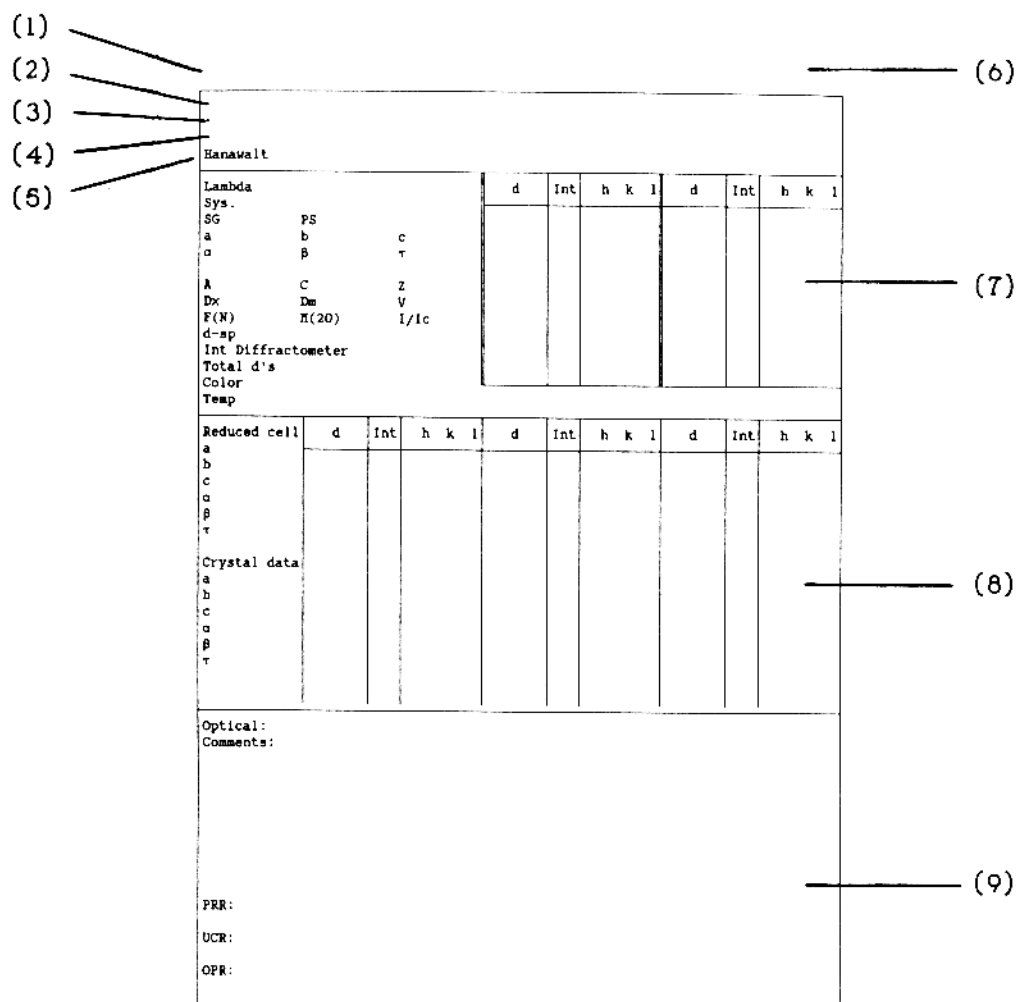 (1)
(2)
(3)
(4)
(5)
(6)
Hanawalt
Lambda
Sys.
SG PS
a b c
α β τ
A C Z
Dx Dm V
F(N) M(20) I/Ic
d-sp
Int Diffractometer
Total d's
Color
Temp
d Int h k l d Int h k l
(7)
Reduced cell d Int h k l d Int h k l d Int h k l
a
b
c
α
β
τ
Crystal data
a
b
c
α
β
τ
(8)
Optical:
Comments:
(9)
PRR:
UCR:
OPR: